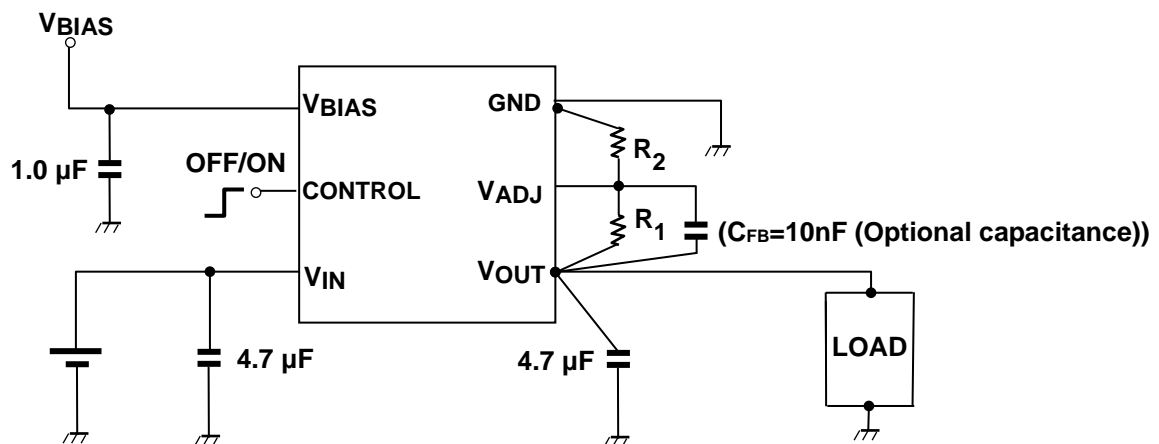 VBIAS
VBIAS
GND
R2
1.0 µF
OFF/ON
CONTROL
VADJ
R1
(CFB=10nF (Optional capacitance))
VIN
VOUT
4.7 µF
4.7 µF
LOAD